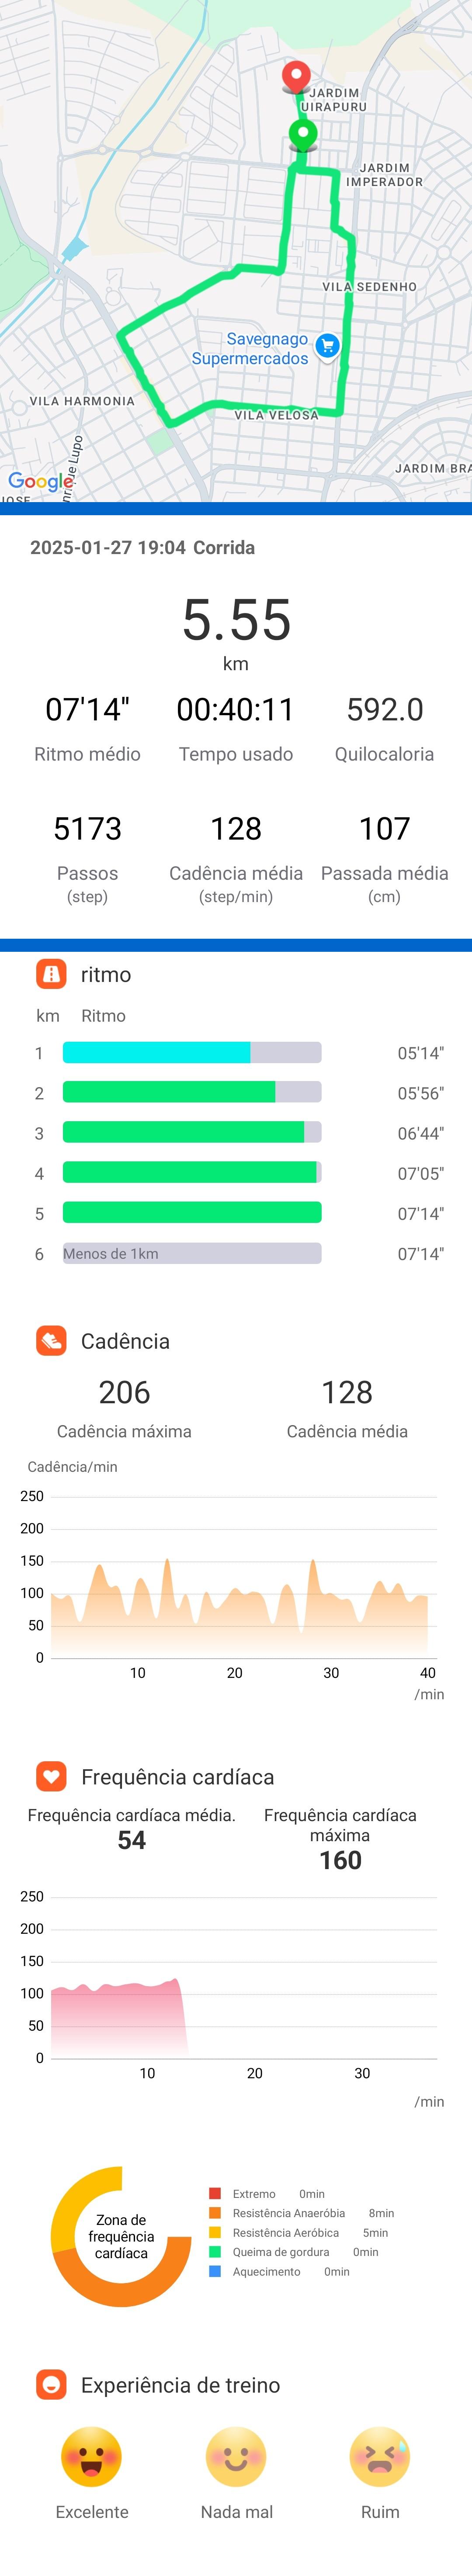 JARDIM
UIRAPURU
JARDIM
IMPERADOR
VILA SEDENHO
Savegnago
Supermercados
VILA HARMONIA
VILA VELOSA
nrique Lupo
JARDIM BRA
Google
JOSE
2025-01-27 19:04 Corrida
5.55
km
07'14" 00:40:11 592.0
Ritmo médio Tempo usado Quilocaloria
5173 128 107
Passos Cadência média Passada média
(step) (step/min) (cm)
ritmo
km Ritmo
1 05'14"
2 05'56"
3 06'44"
4 07'05"
5 07'14"
6 Menos de 1km 07'14"
Cadência
206 128
Cadência máxima Cadência média
Cadência/min
250
200
150
100
50
0
10 20 30 40
/min
Frequência cardíaca
Frequência cardíaca média. Frequência cardíaca
máxima
54 160
250
200
150
100
50
0
10 20 30
/min
Zona de
frequência
cardíaca
Extremo 0min
Resistência Anaeróbia 8min
Resistência Aeróbica 5min
Queima de gordura 0min
Aquecimento 0min
Experiência de treino
Excelente Nada mal Ruim